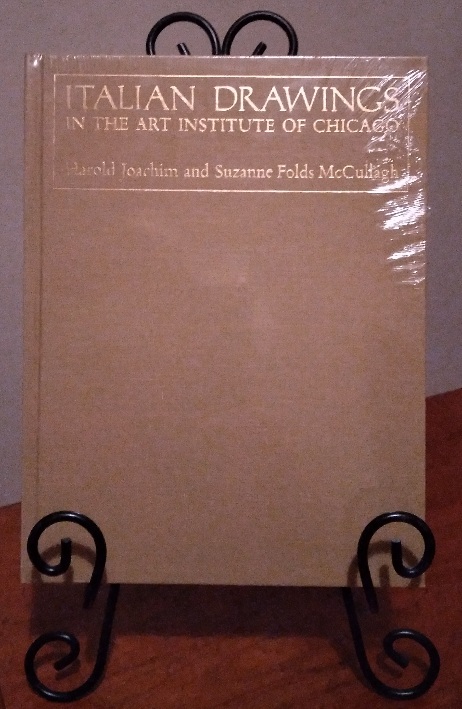 ITALIAN DRAWINGS
IN THE ART INSTITUTE OF CHICAGO
Harold Joachim and Suzanne Folds McCullagh